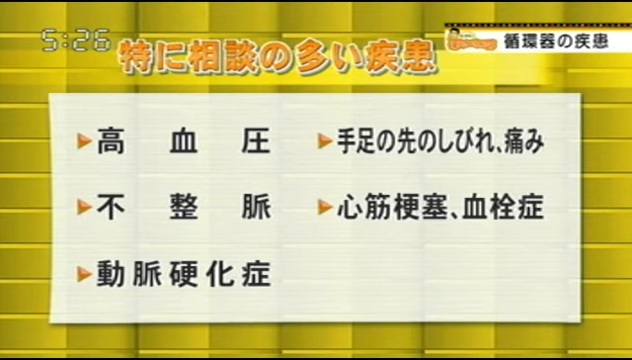 5:26
特に相談の多い疾患
循環器の疾患
▶高血圧
▶不整脈
▶動脈硬化症
▶手足の先のしびれ、痛み
▶心筋梗塞、血栓症